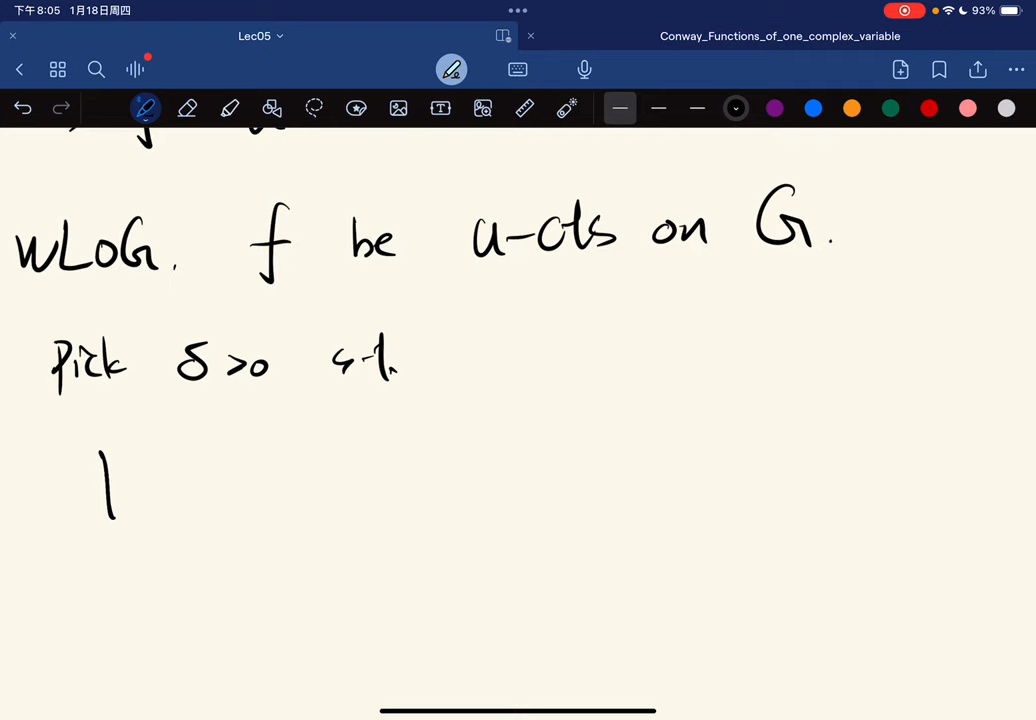 下午8:05 1月18日周四 93%
Lec05 Conway_Functions_of_one_complex_variable
WLOG. f be u-cts on G.
Pick δ>0 s.t.
|